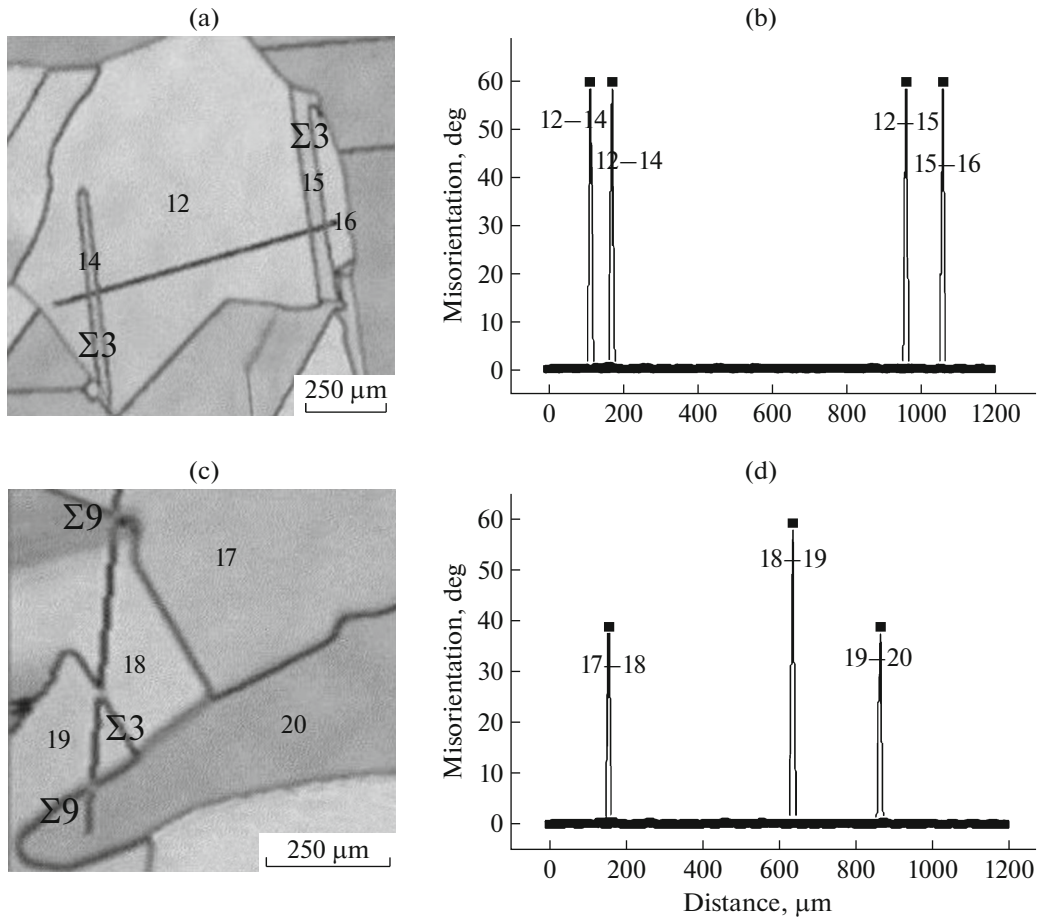 (a)
Σ3
15
12
16
14
Σ3
250 μm
(b)
Misorientation, deg
60
50
40
30
20
10
0
12–14
12–14
12–15
15–16
0 200 400 600 800 1000 1200
(c)
Σ9
17
18
Σ3
19
20
Σ9
250 μm
(d)
Misorientation, deg
60
50
40
30
20
10
0
18–19
17–18
19–20
0 200 400 600 800 1000 1200
Distance, μm